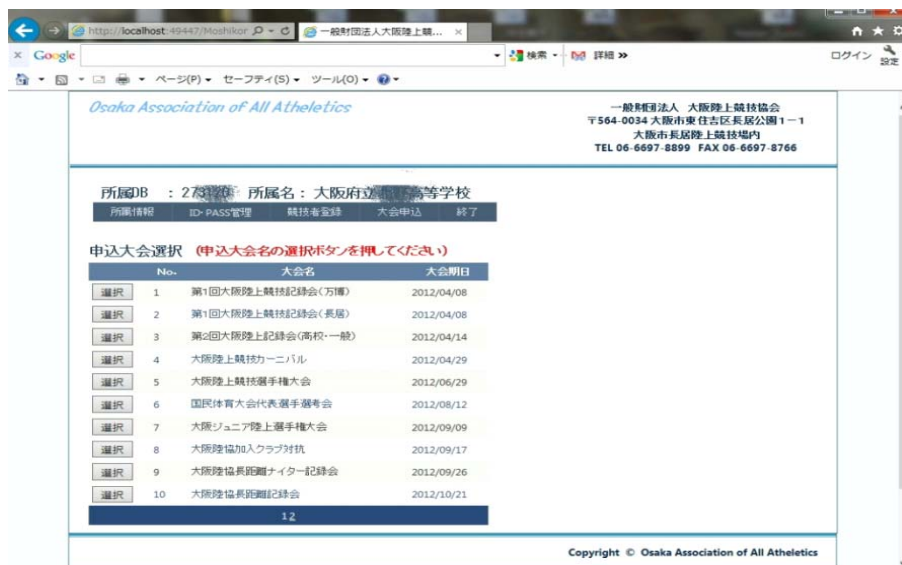 http://localhost:49447/Moshikor
一般財団法人大阪陸上競...
× Google
検索
詳細 »
ログイン
設定
ページ(P)
セーフティ(S)
ツール(O)
Osaka Association of All Atheletics
一般財団法人 大阪陸上競技協会
〒564-0034 大阪市東住吉区長居公園1-1
大阪市長居陸上競技場内
TEL 06-6697-8899 FAX 06-6697-8766
所属DB : 27 所属名: 大阪府立 高等学校
所属情報 ID・PASS管理 競技者登録 大会申込 終了
申込大会選択 (申込大会名の選択ボタンを押してください)
No. 大会名 大会期日
選択 1 第1回大阪陸上競技記録会(万博) 2012/04/08
選択 2 第1回大阪陸上競技記録会(長居) 2012/04/08
選択 3 第2回大阪陸上記録会(高校・一般) 2012/04/14
選択 4 大阪陸上競技カーニバル 2012/04/29
選択 5 大阪陸上競技選手権大会 2012/06/29
選択 6 国民体育大会代表選手選考会 2012/08/12
選択 7 大阪ジュニア陸上選手権大会 2012/09/09
選択 8 大阪陸協加入クラブ対抗 2012/09/17
選択 9 大阪陸協長距離ナイター記録会 2012/09/26
選択 10 大阪陸協長距離記録会 2012/10/21
1 2
Copyright © Osaka Association of All Atheletics